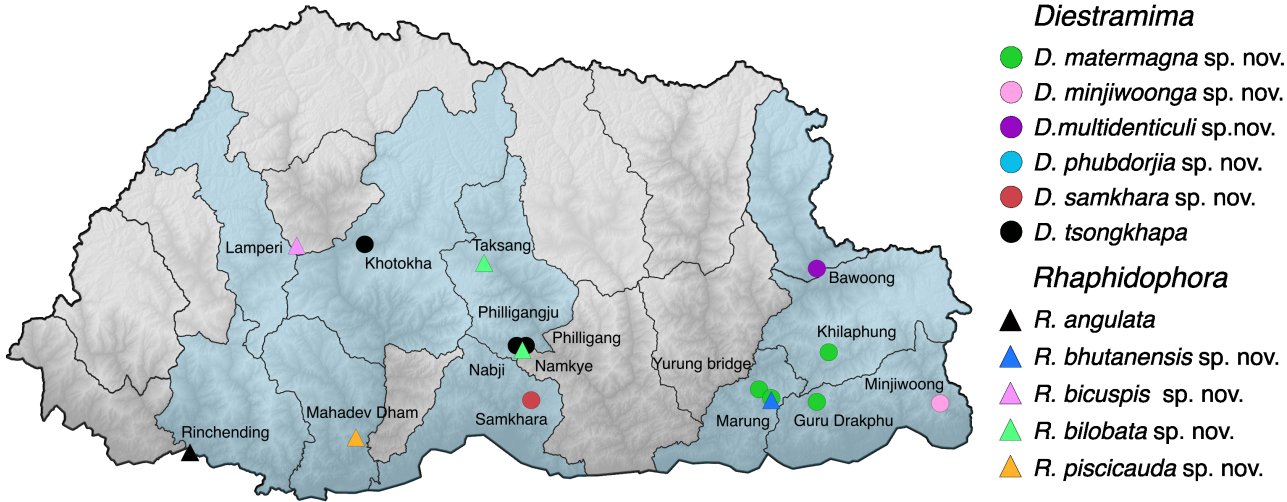 Diestramima
D. matermagna sp. nov.
D. minjiwoonga sp. nov.
D.multidenticuli sp.nov.
D. phubdorjia sp. nov.
D. samkhara sp. nov.
D. tsongkhapa
Rhaphidophora
R. angulata
R. bhutanensis sp. nov.
R. bicuspis sp. nov.
R. bilobata sp. nov.
R. piscicauda sp. nov.
Lamperi
Khotokha
Taksang
Bawoong
Philligangju
Philligang
Khilaphung
Nabji
Namkye
Yurung bridge
Minjiwoong
Mahadev Dham
Samkhara
Marung
Guru Drakphu
Rinchending